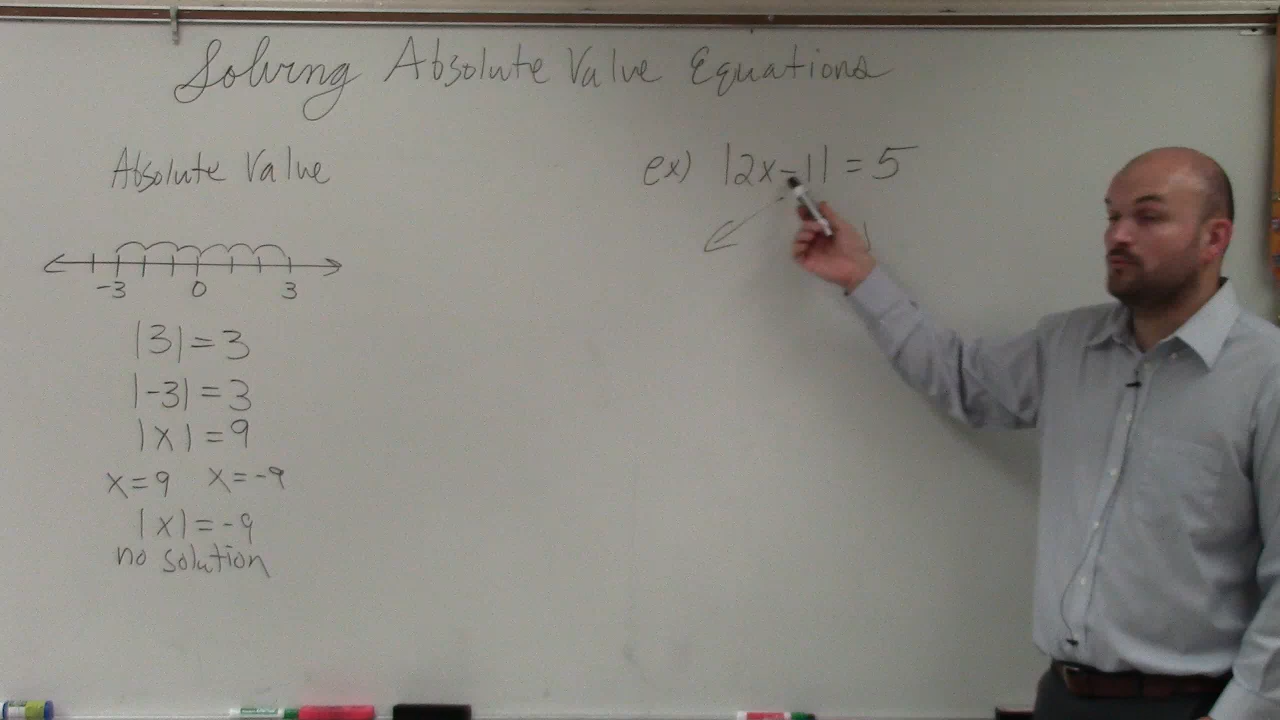 Solving Absolute Value Equations
Absolute Value
-3 0 3
|3| = 3
|-3| = 3
|x| = 9
x = 9 x = -9
|x| = -9
no solution
ex) |2x-1| = 5